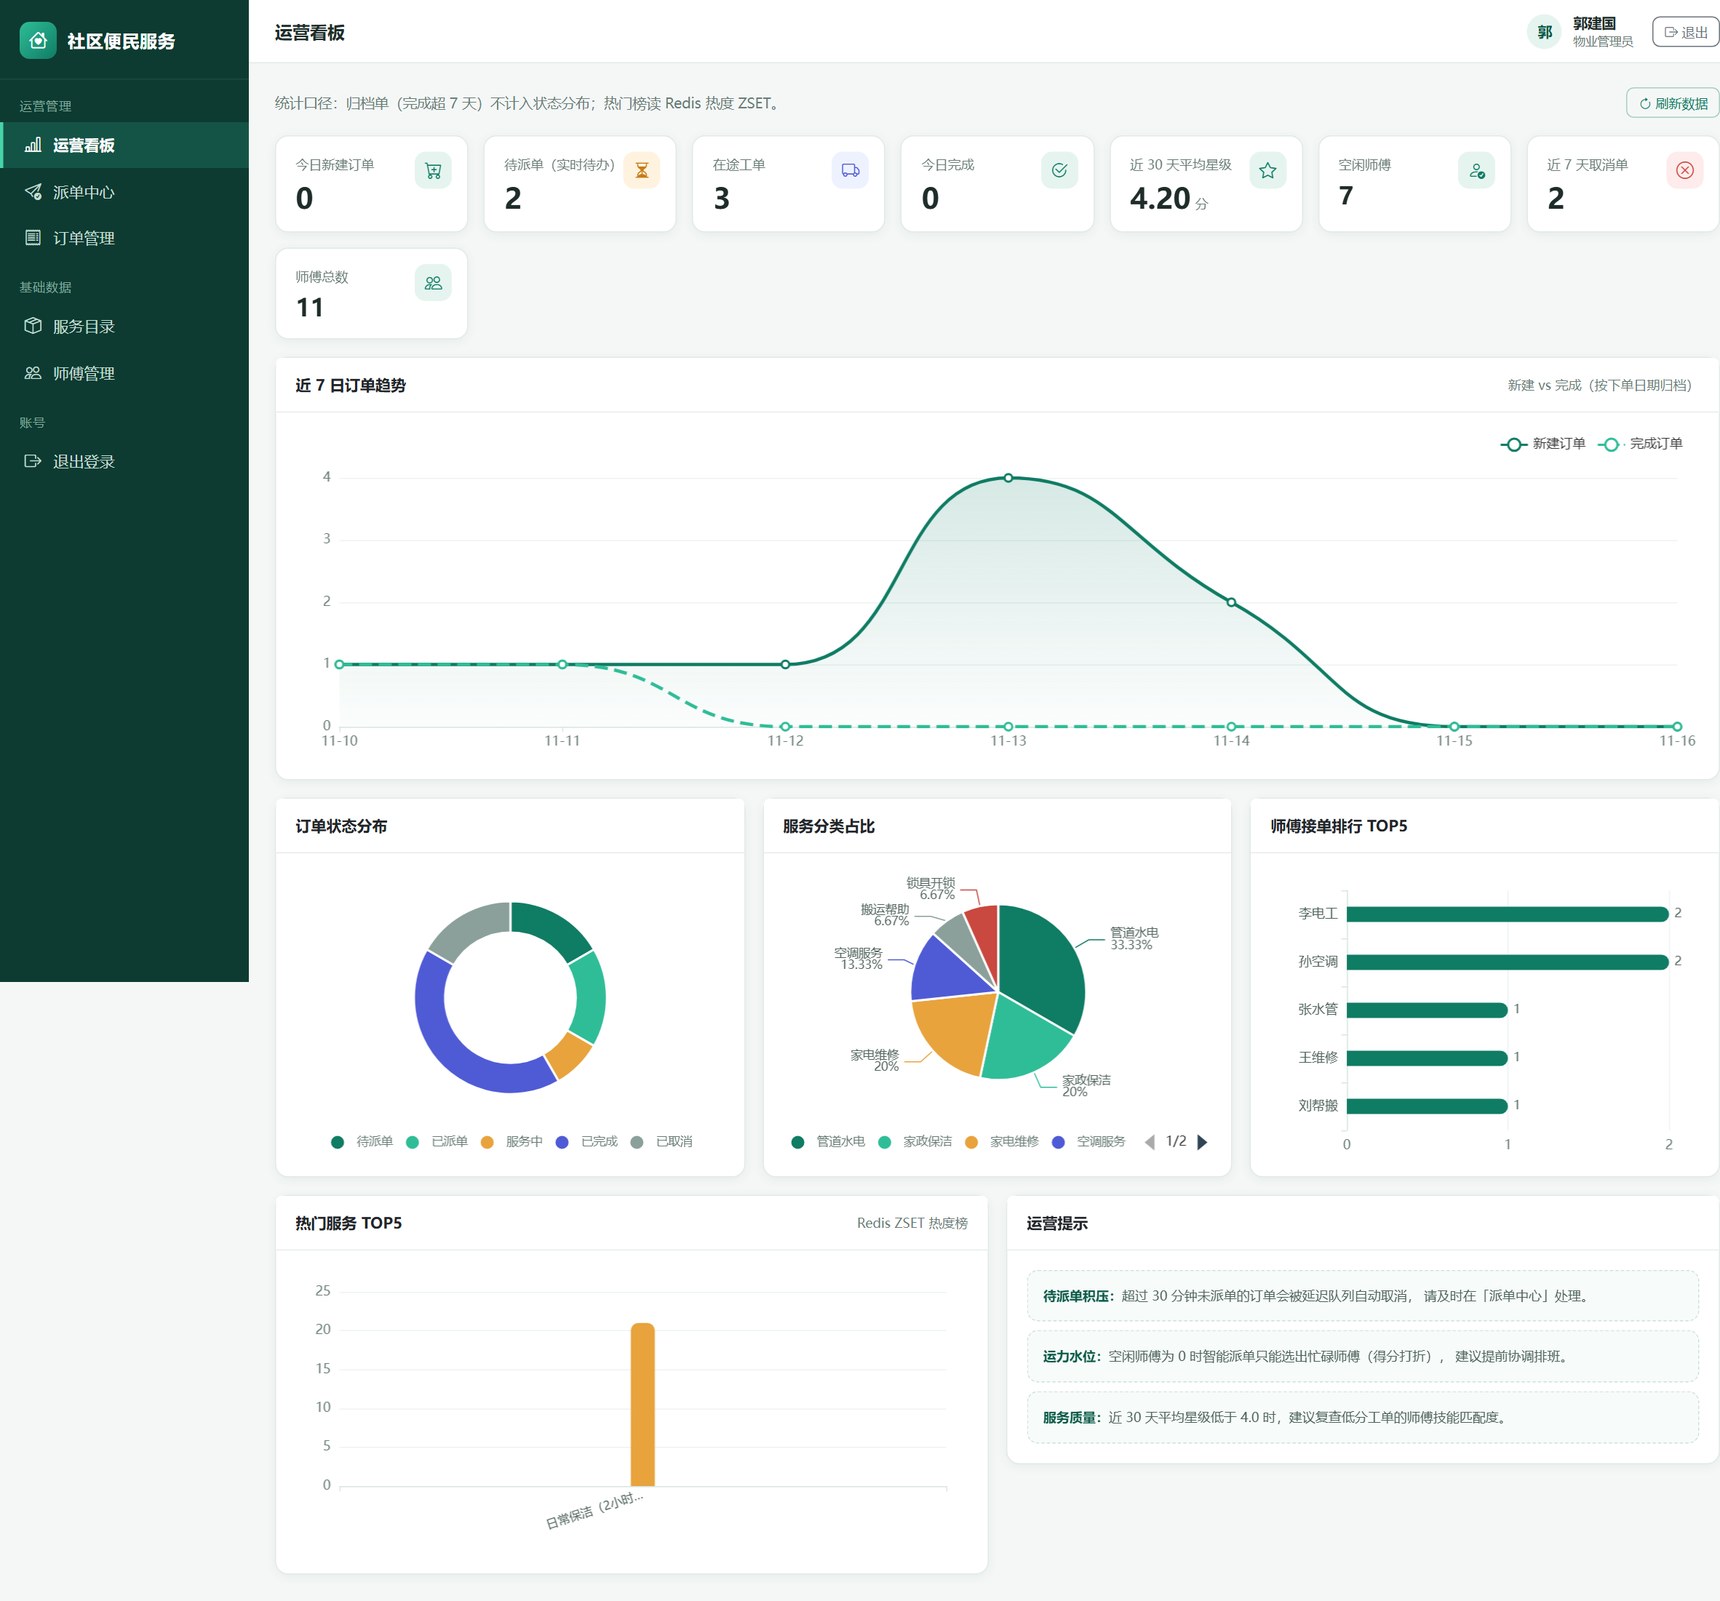 社区便民服务
运营管理
运营看板
派单中心
订单管理
基础数据
服务目录
师傅管理
账号
退出登录
运营看板
郭
郭建国
物业管理员
退出
统计口径：归档单（完成超 7 天）不计入状态分布；热门榜读 Redis 热度 ZSET。
刷新数据
今日新建订单
0
待派单（实时待办）
2
在途工单
3
今日完成
0
近 30 天平均星级
4.20 分
空闲师傅
7
近 7 天取消单
2
师傅总数
11
近 7 日订单趋势
新建 vs 完成（按下单日期归档）
新建订单 完成订单
4
3
2
1
0
11-10 11-11 11-12 11-13 11-14 11-15 11-16
订单状态分布
待派单 已派单 服务中 已完成 已取消
服务分类占比
锁具开锁
6.67%
搬运帮助
6.67%
空调服务
13.33%
家电维修
20%
管道水电
33.33%
家政保洁
20%
管道水电 家政保洁 家电维修 空调服务 1/2
师傅接单排行 TOP5
李电工 2
孙空调 2
张水管 1
王维修 1
刘帮搬 1
0 1 2
热门服务 TOP5
Redis ZSET 热度榜
25
20
15
10
5
0
日常保洁（2小时...
运营提示
待派单积压：超过 30 分钟未派单的订单会被延迟队列自动取消， 请及时在「派单中心」处理。
运力水位：空闲师傅为 0 时智能派单只能选出忙碌师傅（得分打折）， 建议提前协调排班。
服务质量：近 30 天平均星级低于 4.0 时，建议复查低分工单的师傅技能匹配度。